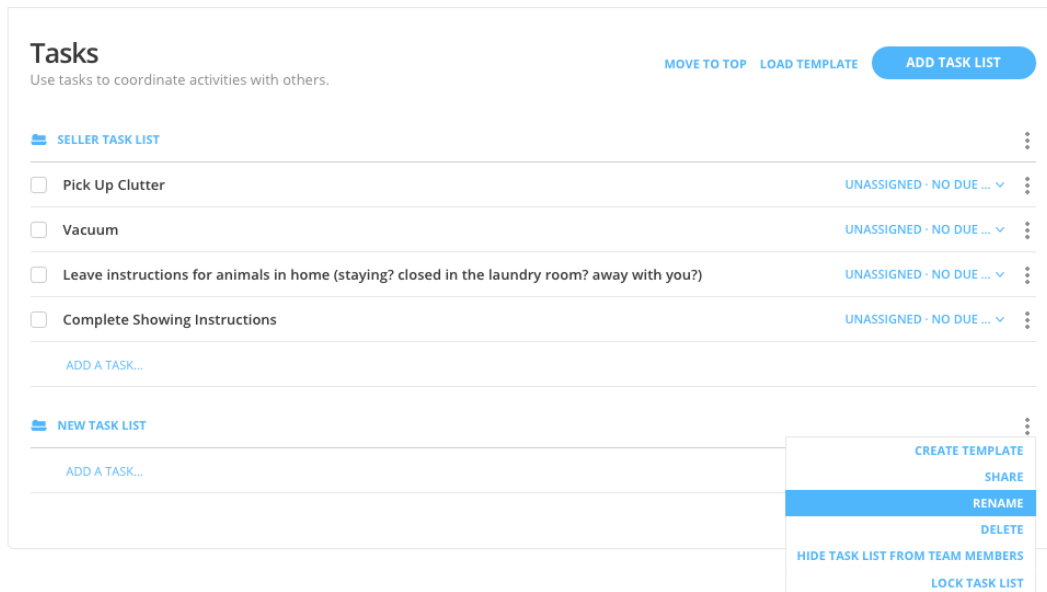 Tasks
Use tasks to coordinate activities with others.
MOVE TO TOP LOAD TEMPLATE ADD TASK LIST
SELLER TASK LIST
Pick Up Clutter UNASSIGNED · NO DUE ...
Vacuum UNASSIGNED · NO DUE ...
Leave instructions for animals in home (staying? closed in the laundry room? away with you?) UNASSIGNED · NO DUE ...
Complete Showing Instructions UNASSIGNED · NO DUE ...
ADD A TASK...
NEW TASK LIST
ADD A TASK...
CREATE TEMPLATE
SHARE
RENAME
DELETE
HIDE TASK LIST FROM TEAM MEMBERS
LOCK TASK LIST